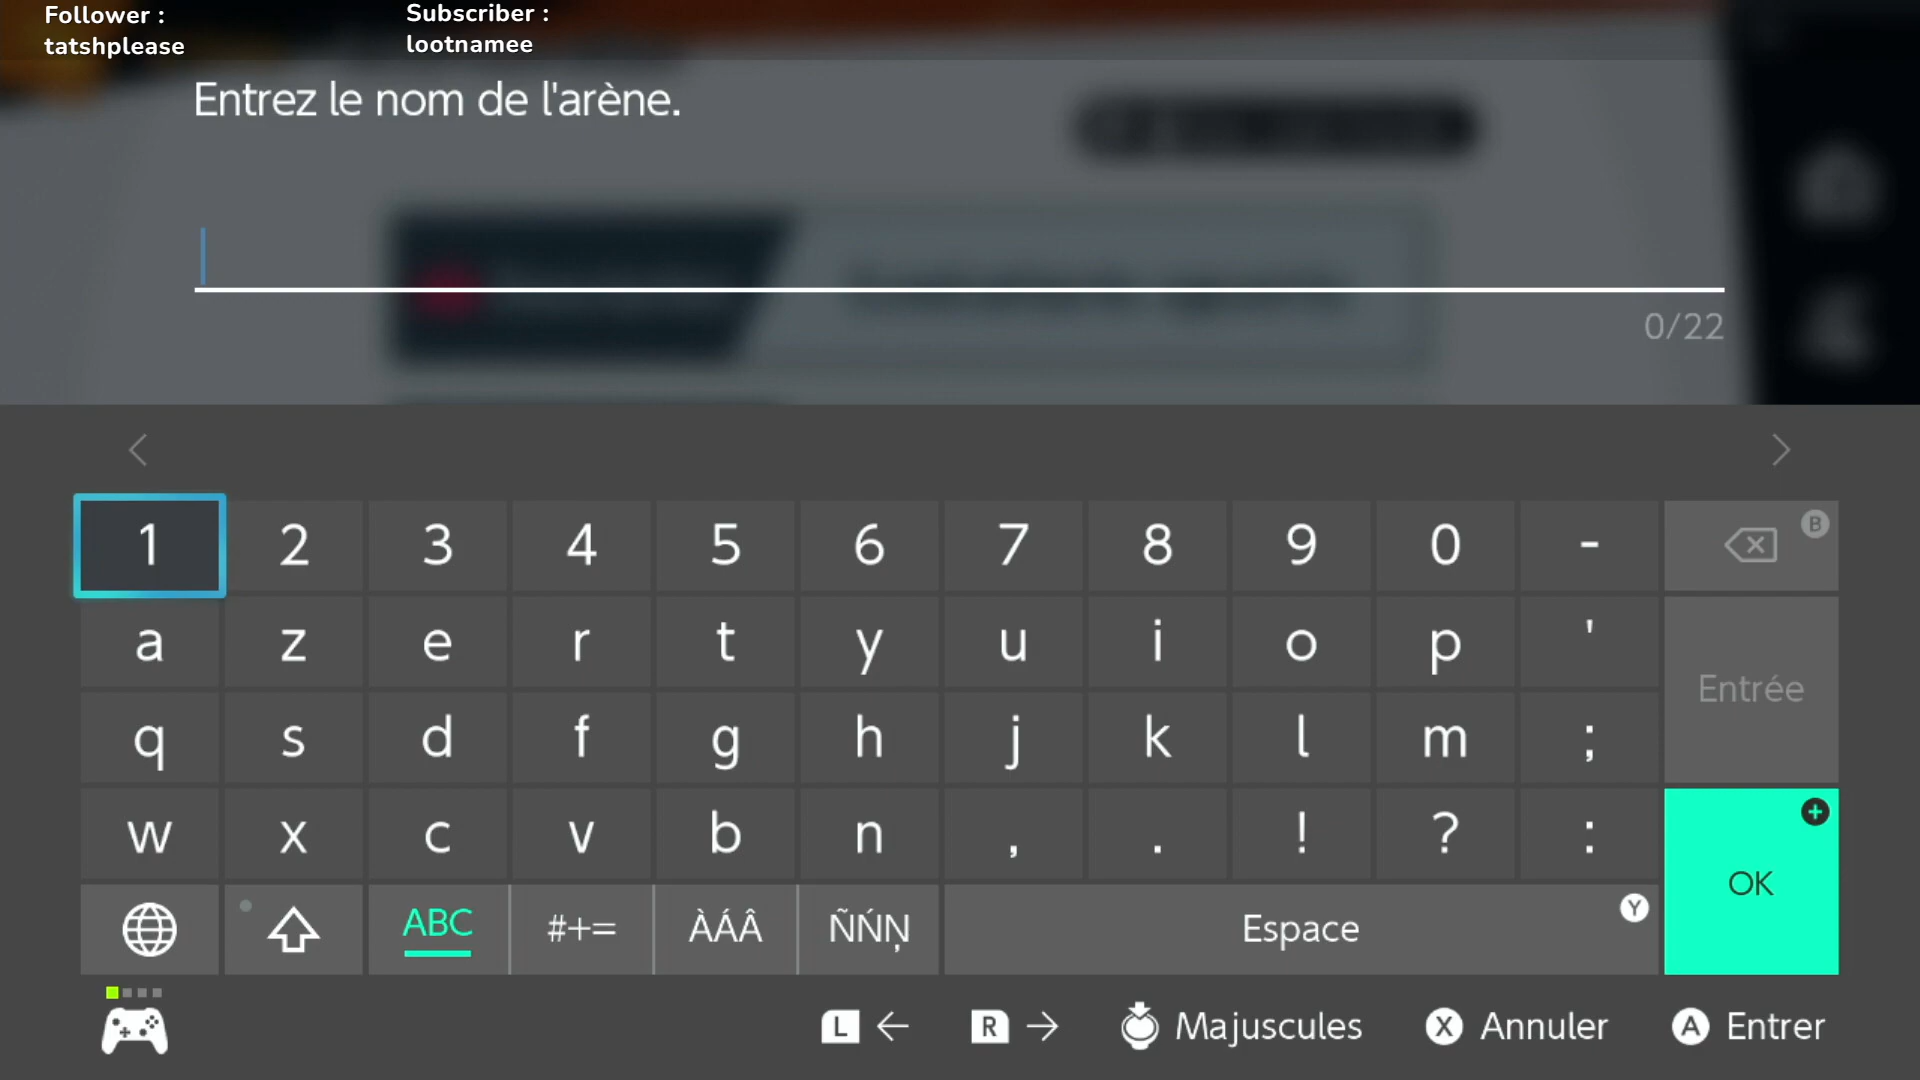 Follower :
tatshplease
Subscriber :
lootnamee
Entrez le nom de l'arène.
0/22
1 2 3 4 5 6 7 8 9 0 - B
a z e r t y u i o p '
Entrée
q s d f g h j k l m ;
w x c v b n , . ! ? :
OK
ABC #+= ÀÁÂ ÑŃŅ Espace Y
L ← R → Majuscules X Annuler A Entrer